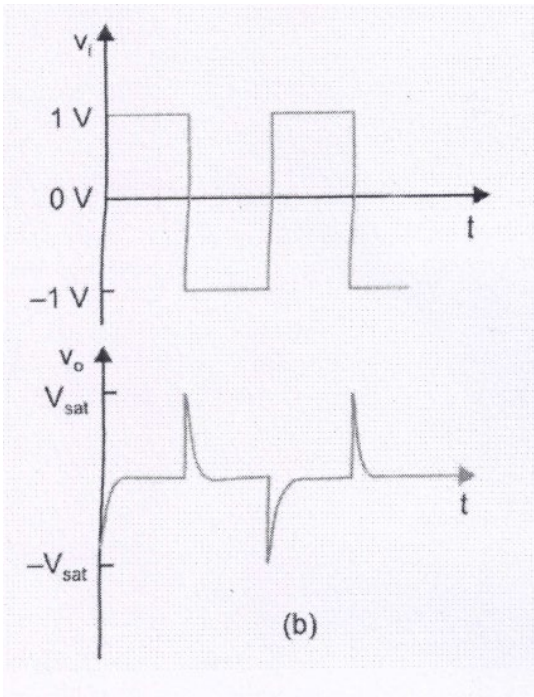 vᵢ
1 V
0 V
t
–1 V
vₒ
Vsat
t
–Vsat
(b)